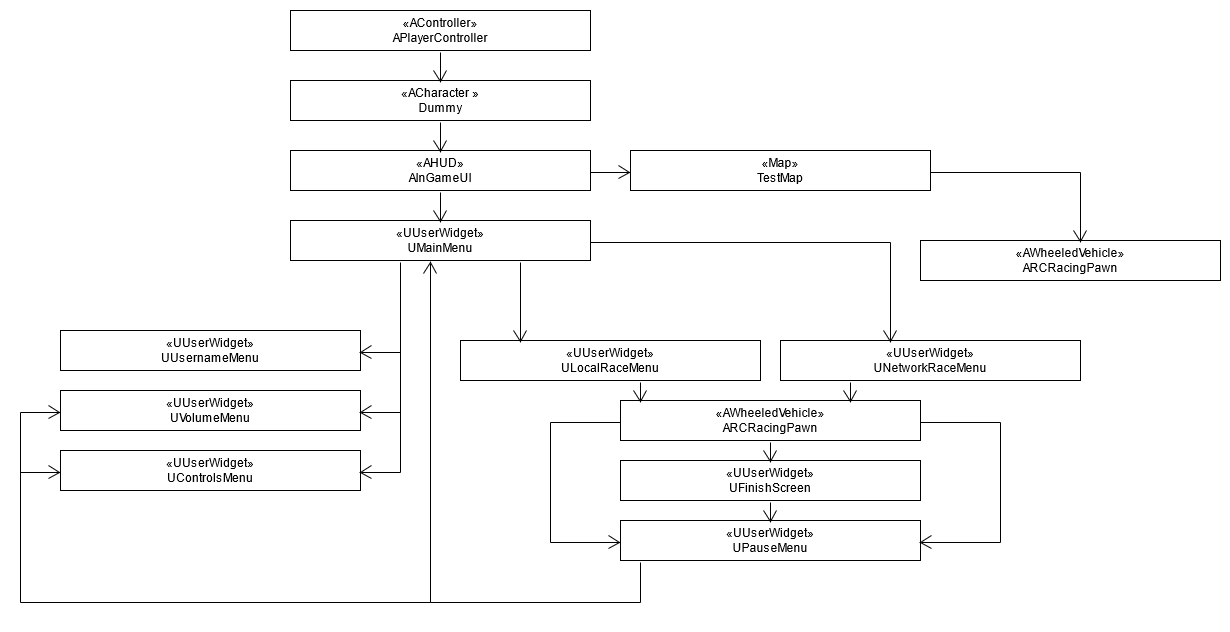 «AController»
APlayerController
«ACharacter »
Dummy
«AHUD»
AInGameUI
«Map»
TestMap
«UUserWidget»
UMainMenu
«AWheeledVehicle»
ARCRacingPawn
«UUserWidget»
UUsernameMenu
«UUserWidget»
ULocalRaceMenu
«UUserWidget»
UNetworkRaceMenu
«UUserWidget»
UVolumeMenu
«AWheeledVehicle»
ARCRacingPawn
«UUserWidget»
UControlsMenu
«UUserWidget»
UFinishScreen
«UUserWidget»
UPauseMenu